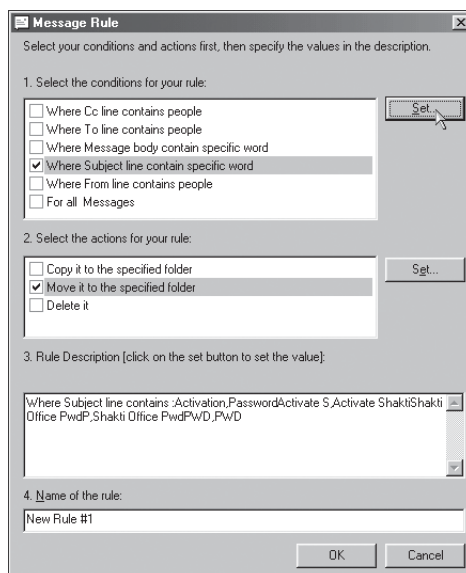 Message Rule
Select your conditions and actions first, then specify the values in the description.
1. Select the conditions for your rule:
Where Cc line contains people
Where To line contains people
Where Message body contain specific word
Where Subject line contain specific word
Where From line contains people
For all Messages
Set...
2. Select the actions for your rule:
Copy it to the specified folder
Move it to the specified folder
Delete it
Set...
3. Rule Description [click on the set button to set the value]:
Where Subject line contains :Activation,PasswordActivate S,Activate ShaktiShakti
Office PwdP,Shakti Office PwdPWD,PWD
4. Name of the rule:
New Rule #1
OK
Cancel